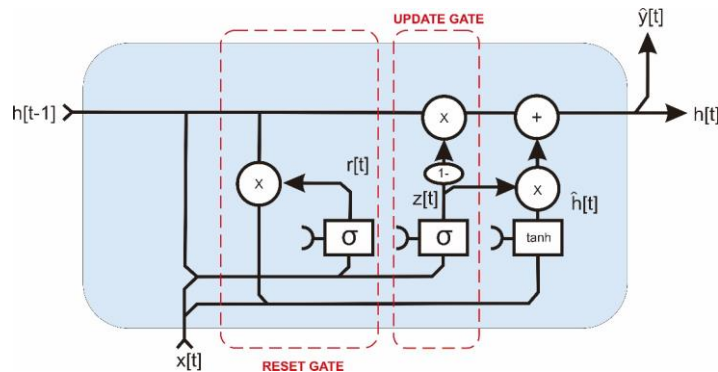 UPDATE GATE
ŷ[t]
h[t-1]
x
+
h[t]
1-
r[t]
x
z[t]
x
ĥ[t]
σ
σ
tanh
x[t]
RESET GATE